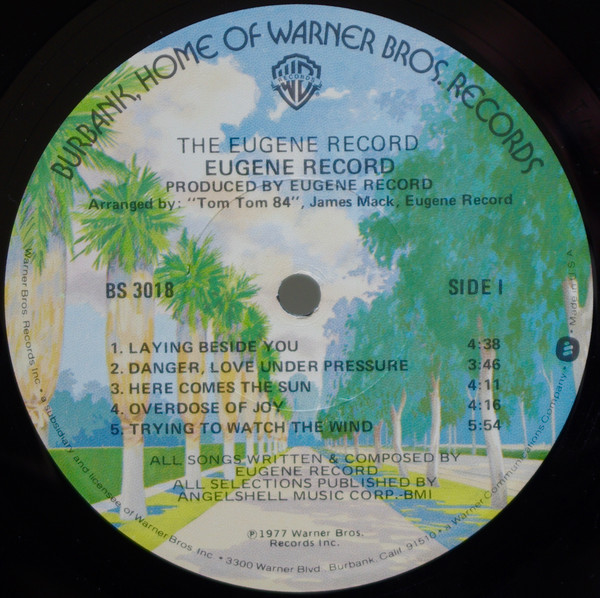 BURBANK, HOME OF WARNER BROS. RECORDS
RECORDS
THE EUGENE RECORD
EUGENE RECORD
PRODUCED BY EUGENE RECORD
Arranged by: "Tom Tom 84", James Mack, Eugene Record
BS 3018 SIDE I
1. LAYING BESIDE YOU 4:38
2. DANGER, LOVE UNDER PRESSURE 3:46
3. HERE COMES THE SUN 4:11
4. OVERDOSE OF JOY 4:16
5. TRYING TO WATCH THE WIND 5:54
ALL SONGS WRITTEN & COMPOSED BY
EUGENE RECORD
ALL SELECTIONS PUBLISHED BY
ANGELSHELL MUSIC CORP.-BMI
℗1977 Warner Bros.
Records Inc.
Warner Bros. Records Inc. • a subsidiary and licensee of Warner Bros. Inc. • 3300 Warner Blvd., Burbank, Calif. 91510 • a Warner Communications Company • Made in U.S.A.